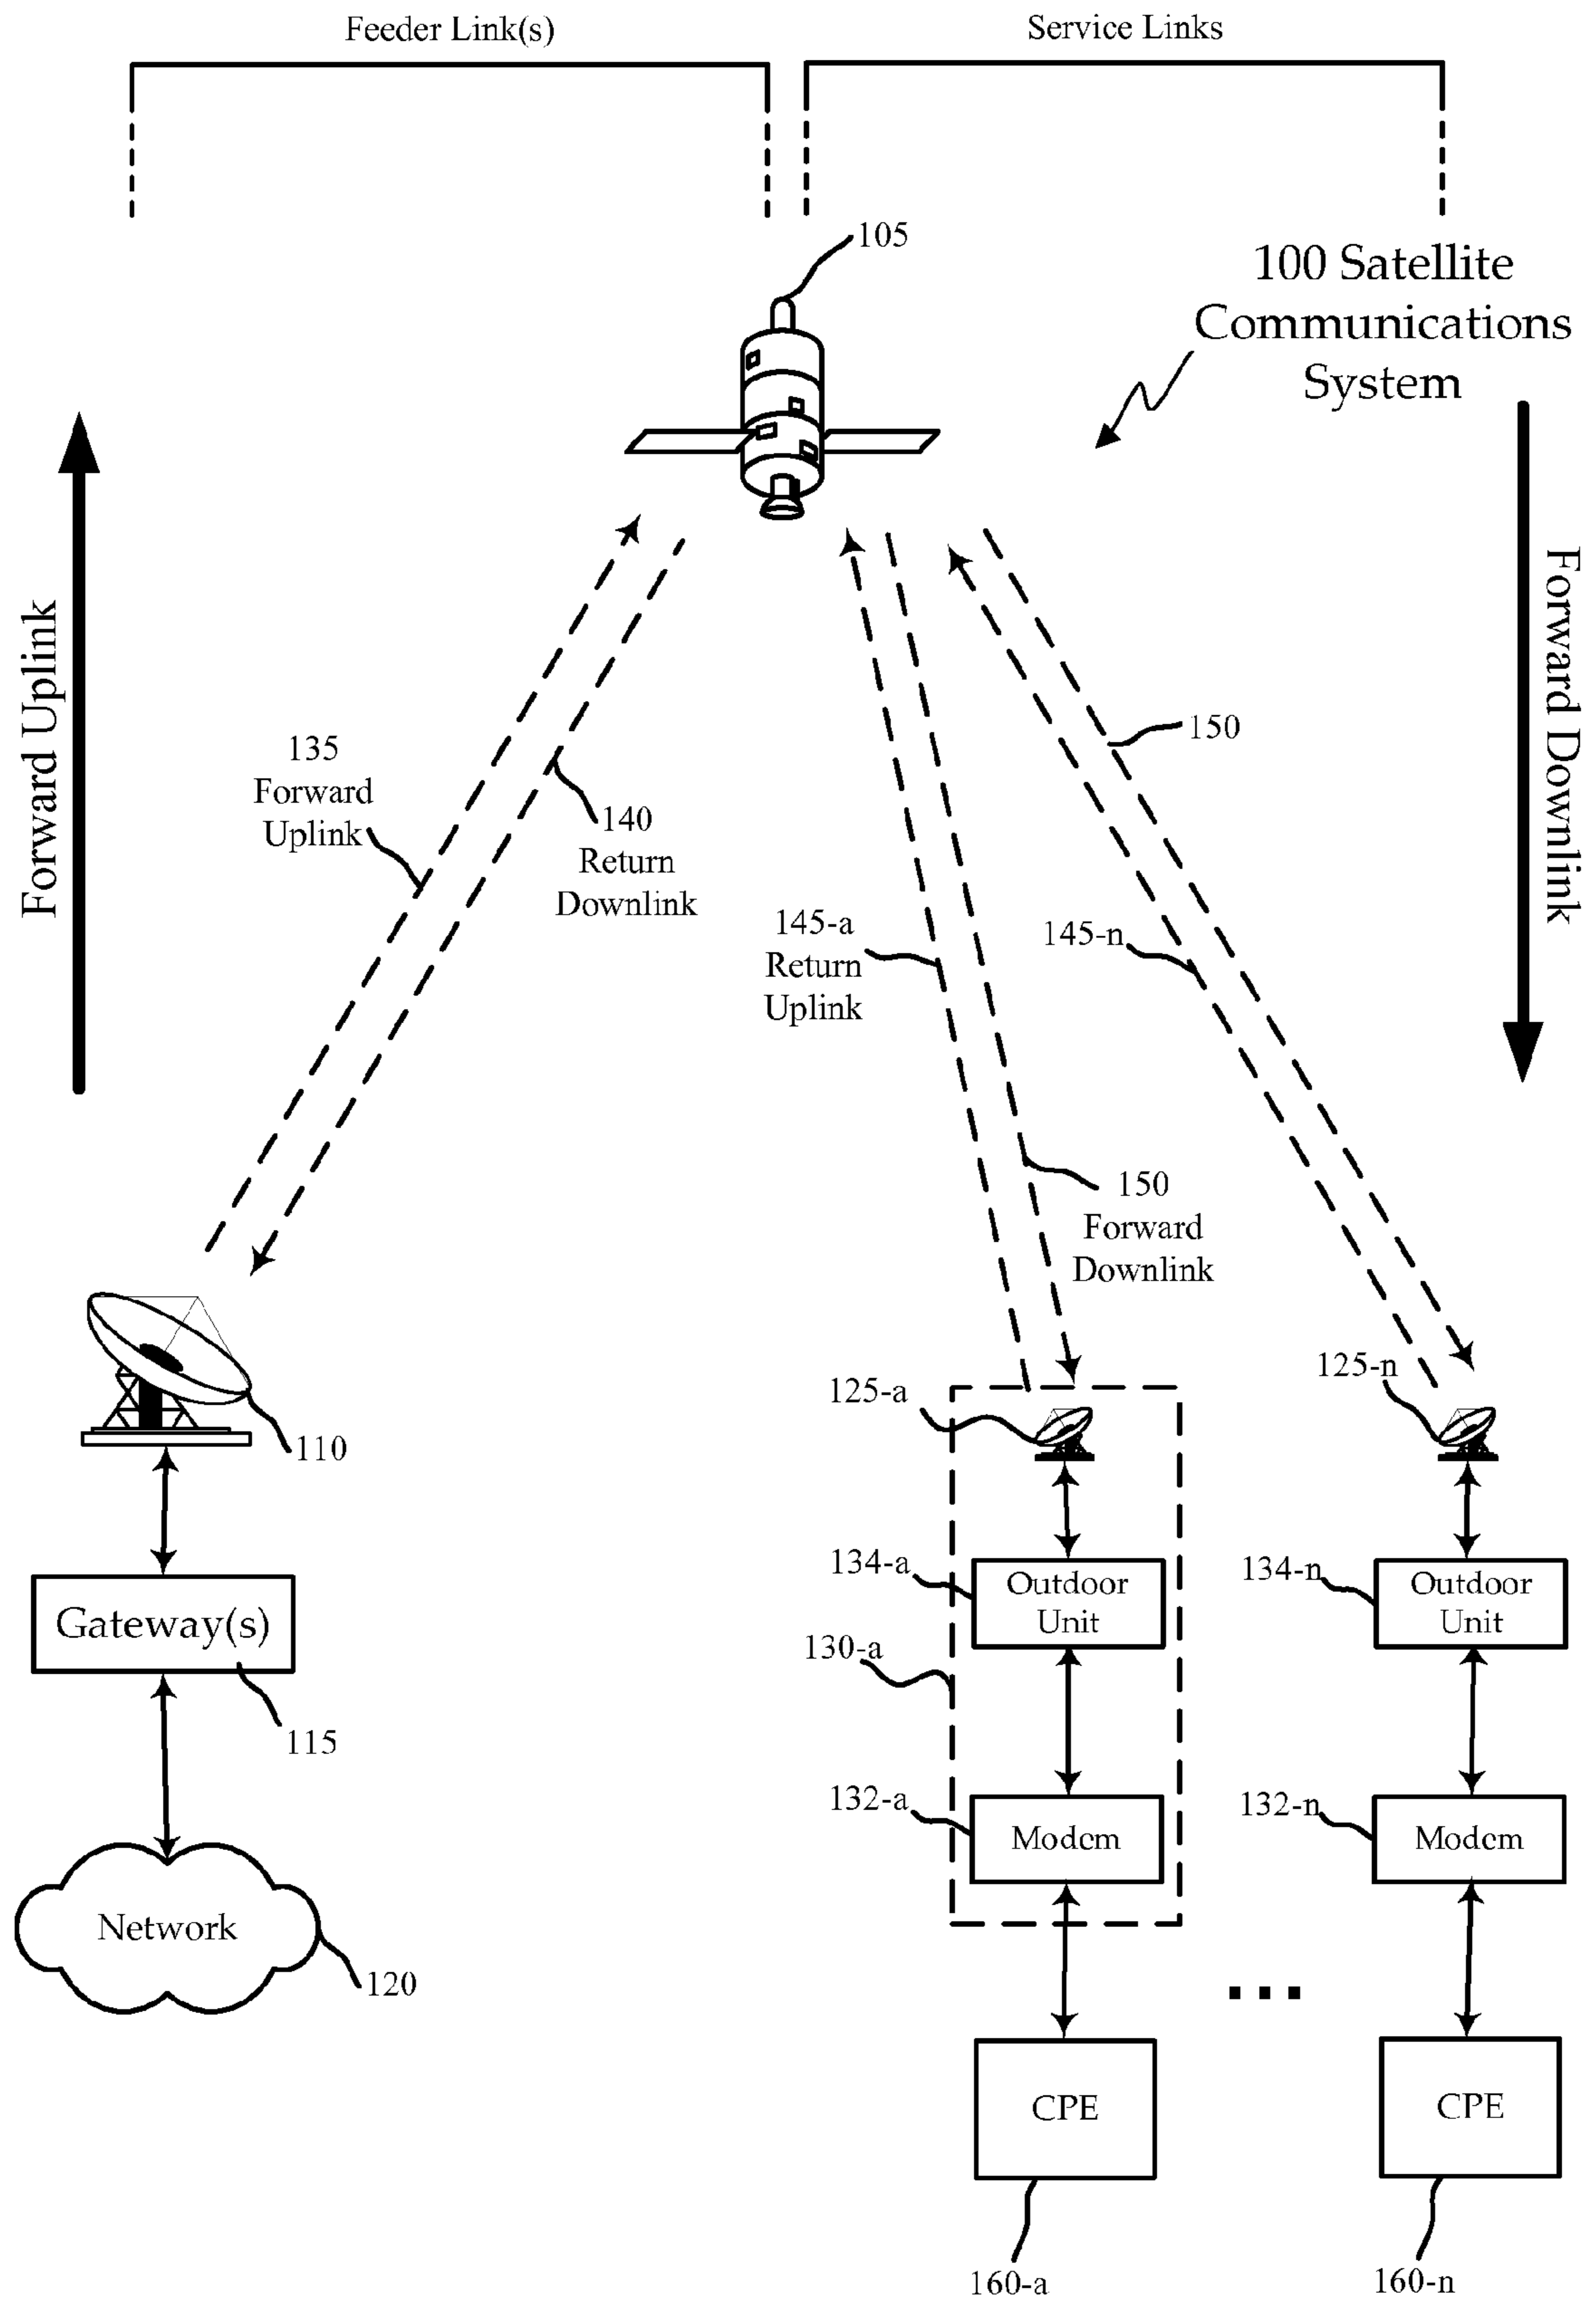 Feeder Link(s)
Service Links
105
100 Satellite
Communications
System
Forward Uplink
Forward Downlink
135
Forward
Uplink
140
Return
Downlink
150
145-a
Return
Uplink
145-n
150
Forward
Downlink
125-a
125-n
110
134-a
Outdoor
Unit
134-n
Outdoor
Unit
Gateway(s)
130-a
115
132-a
Modem
132-n
Modem
Network
120
CPE
CPE
160-a
160-n